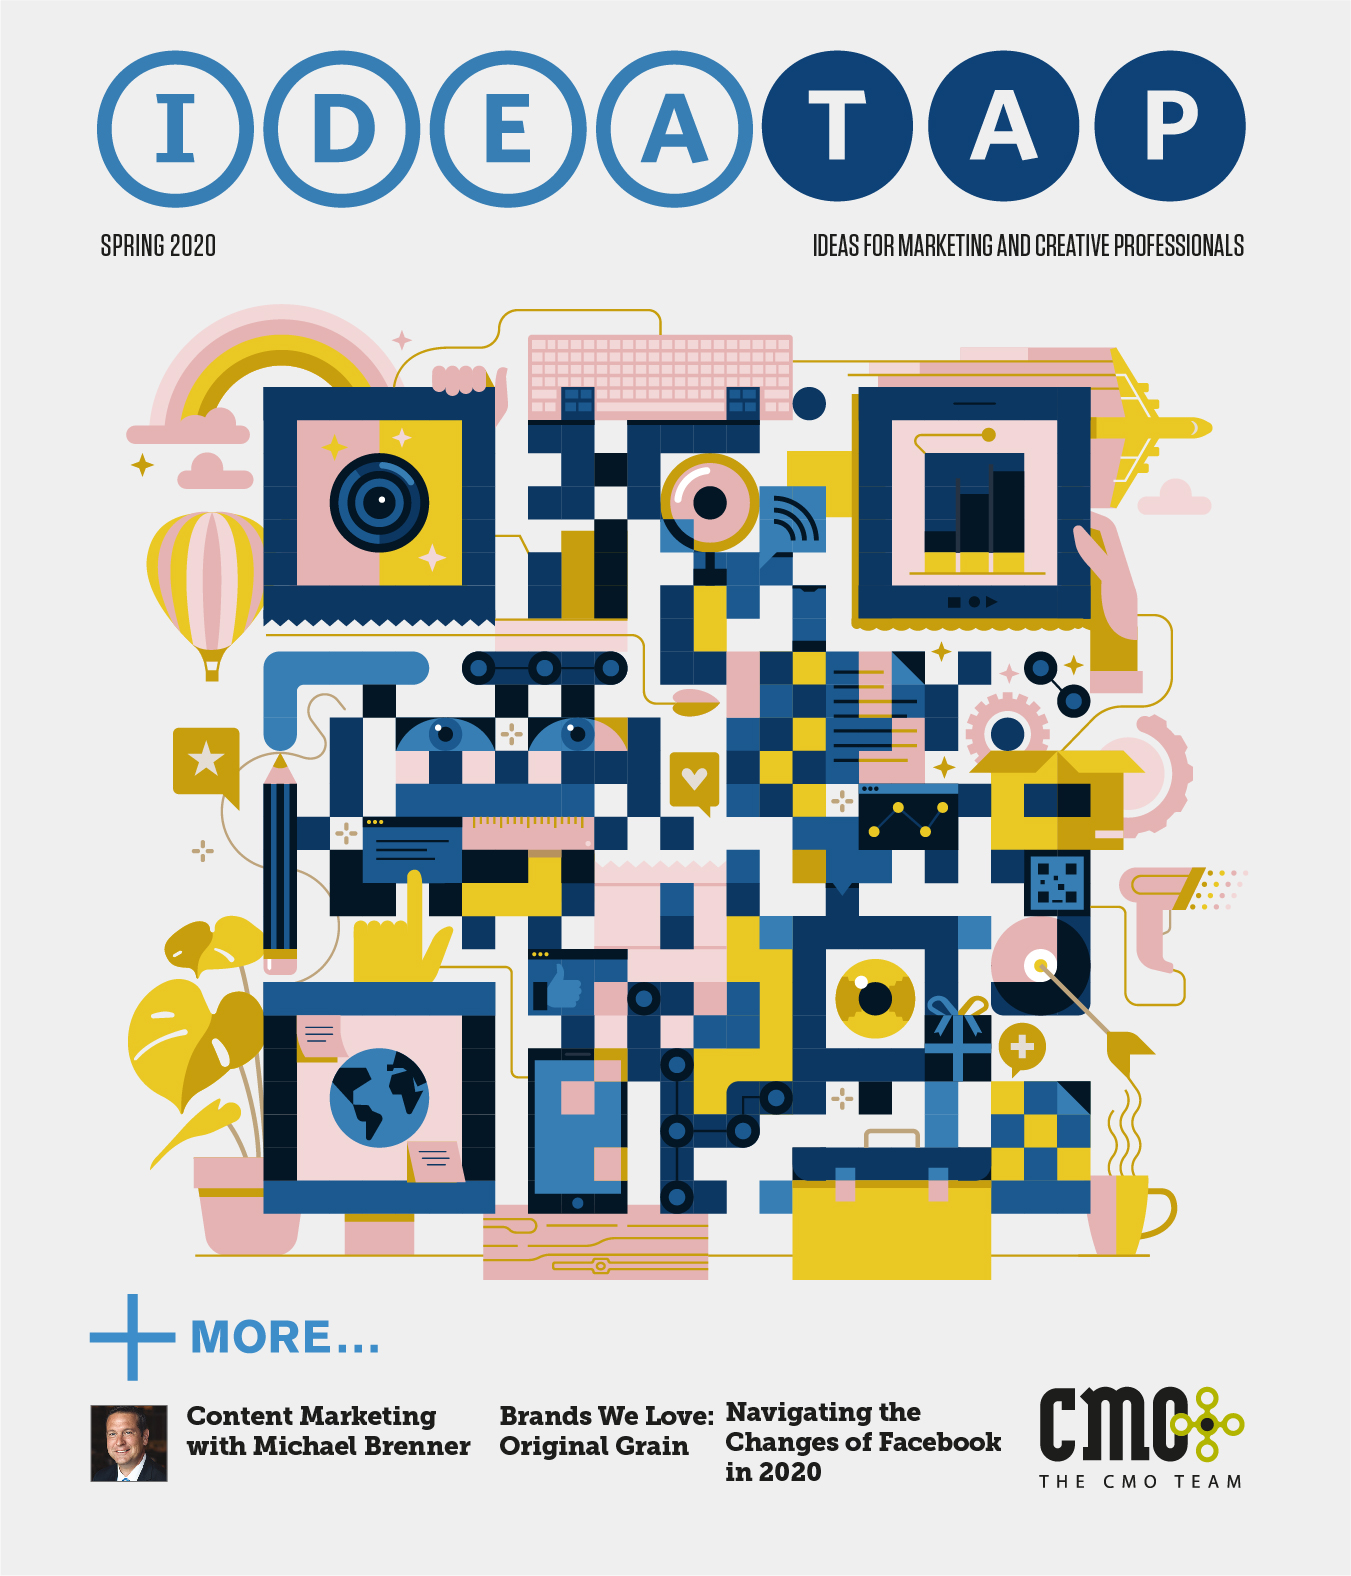 IDEATAP
SPRING 2020
IDEAS FOR MARKETING AND CREATIVE PROFESSIONALS
+ MORE...
Content Marketing
with Michael Brenner
Brands We Love:
Original Grain
Navigating the
Changes of Facebook
in 2020
CMO
THE CMO TEAM